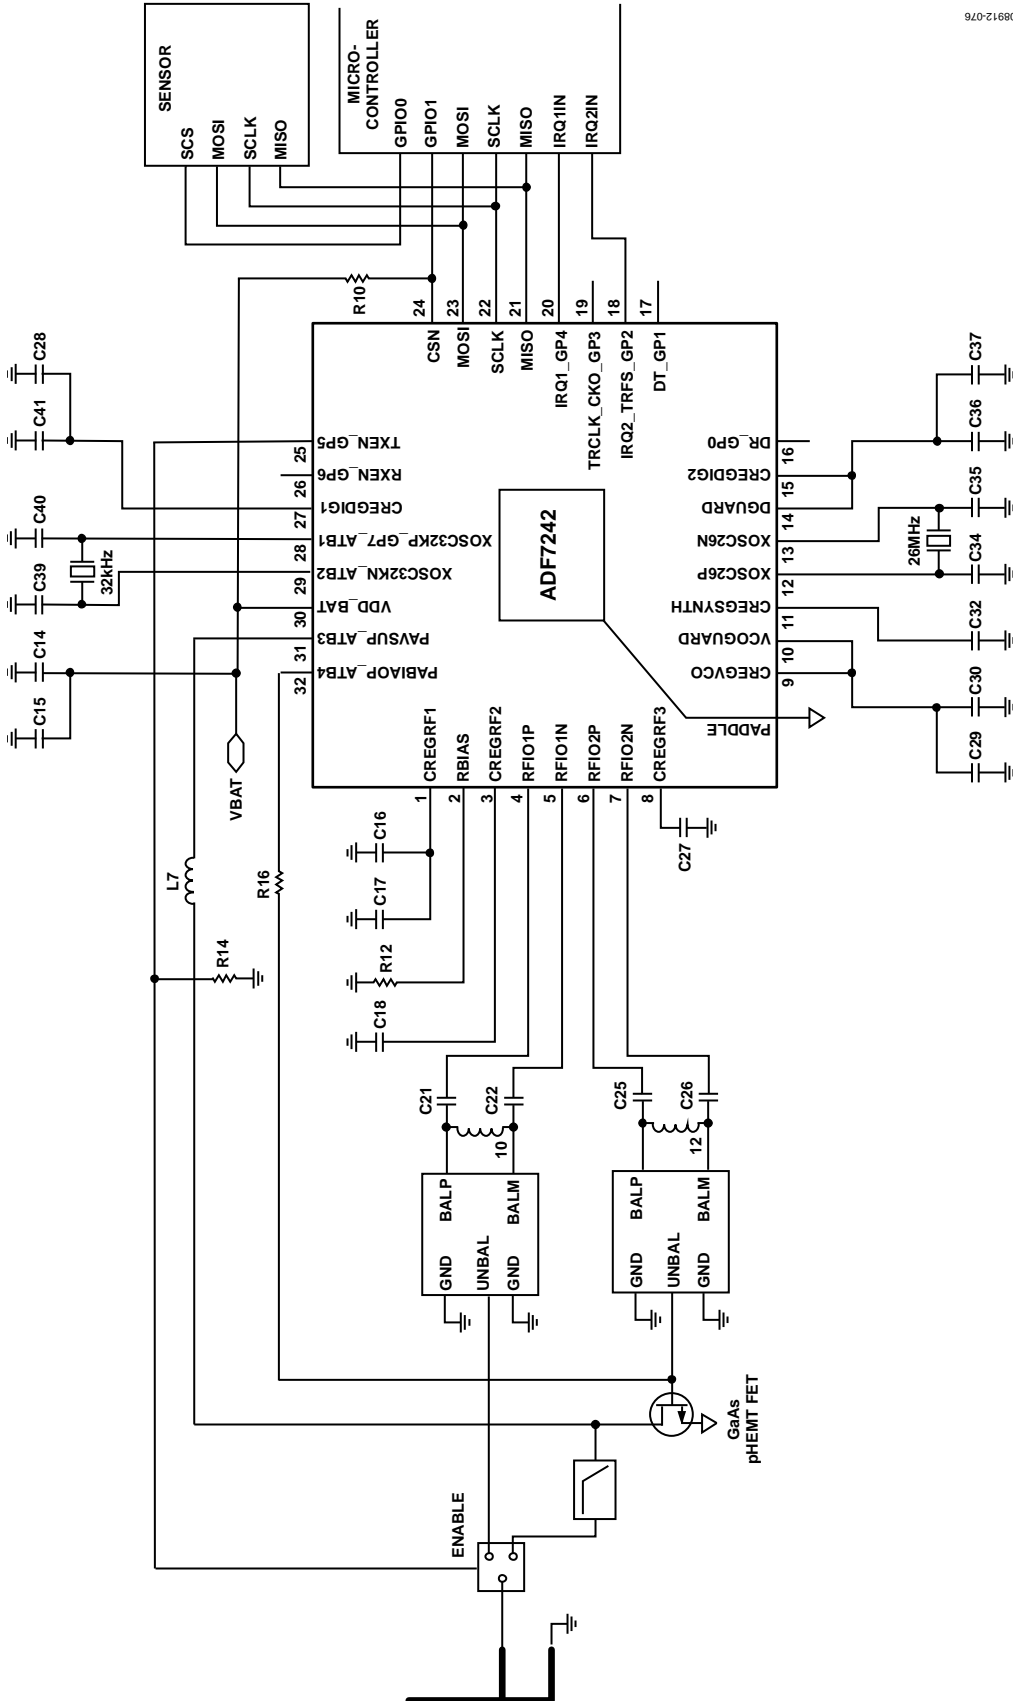 08912-076
SENSOR
SCS
MOSI
SCLK
MISO
MICRO-
CONTROLLER
GPIO0
GPIO1
MOSI
SCLK
MISO
IRQ1IN
IRQ2IN
R10
24
23
22
21
20
19
18
17
CSN
MOSI
SCLK
MISO
IRQ1_GP4
TRCLK_CKO_GP3
IRQ2_TRFS_GP2
DT_GP1
C28
C41
C40
32kHz
C39
C14
C15
VBAT
25
26
27
28
29
30
31
32
TXEN_GP5
RXEN_GP6
CREGDIG1
XOSC32KP_GP7_ATB1
XOSC32KN_ATB2
VDD_BAT
PAVSUP_ATB3
PABIAOP_ATB4
ADF7242
DR_GP0
CREGDIG2
DGUARD
XOSC26N
XOSC26P
CREGSYNTH
VCOGUARD
CREGVCO
PADDLE
16
15
14
13
12
11
10
9
C37
C36
C35
26MHz
C34
C32
C30
C29
CREGRF1
RBIAS
CREGRF2
RFIO1P
RFIO1N
RFIO2P
RFIO2N
CREGRF3
1
2
3
4
5
6
7
8
C27
L7
R16
R14
C16
C17
R12
C18
C21
C22
10
C25
C26
12
BALP
BALM
GND
UNBAL
GND
BALP
BALM
GND
UNBAL
GND
GaAs
pHEMT FET
ENABLE